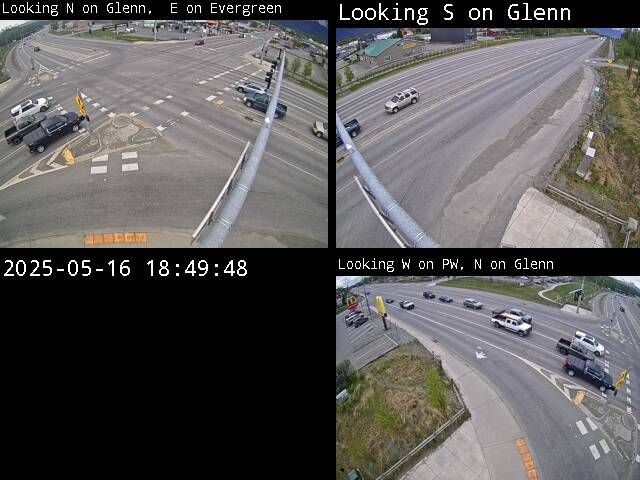 Looking N on Glenn, E on Evergreen
Looking S on Glenn
2025-05-16 18:49:48
Looking W on PW, N on Glenn